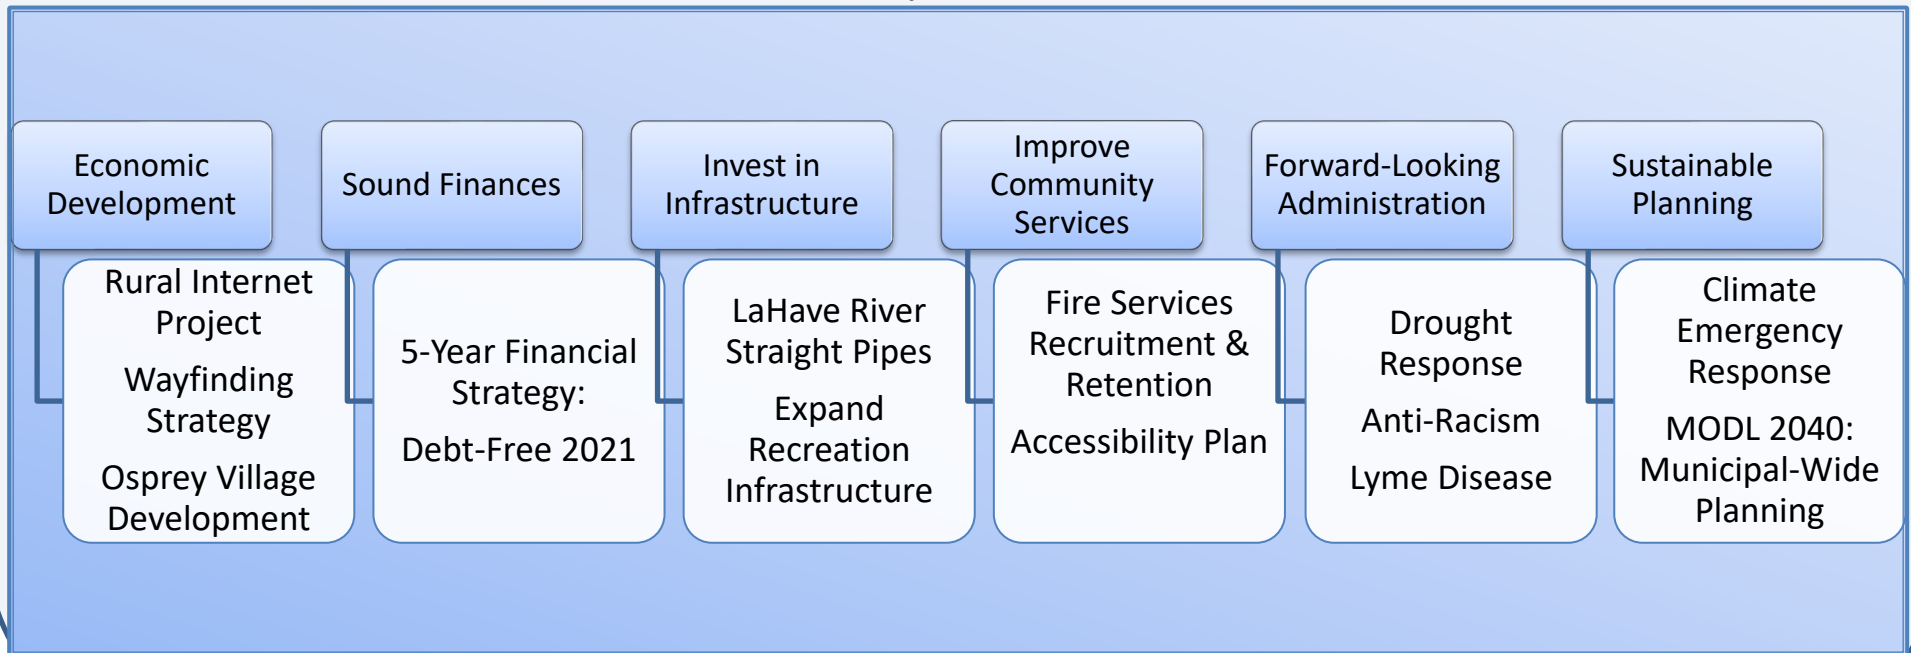 Economic
Development
Rural Internet
Project
Wayfinding
Strategy
Osprey Village
Development
Sound Finances
5-Year Financial
Strategy:
Debt-Free 2021
Invest in
Infrastructure
LaHave River
Straight Pipes
Expand
Recreation
Infrastructure
Improve
Community
Services
Fire Services
Recruitment &
Retention
Accessibility Plan
Forward-Looking
Administration
Drought
Response
Anti-Racism
Lyme Disease
Sustainable
Planning
Climate
Emergency
Response
MODL 2040:
Municipal-Wide
Planning